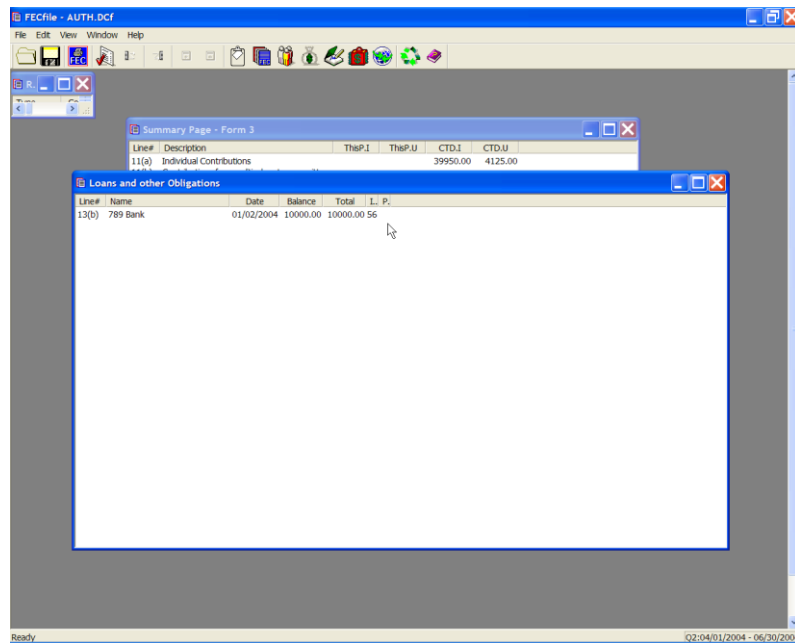 FECfile - AUTH.DCf
File Edit View Window Help
FEC
R.
Summary Page - Form 3
Line# Description ThisP.I ThisP.U CTD.I CTD.U
11(a) Individual Contributions 39950.00 4125.00
Loans and other Obligations
Line# Name Date Balance Total I.. P.
13(b) 789 Bank 01/02/2004 10000.00 10000.00 56
Ready Q2:04/01/2004 - 06/30/200